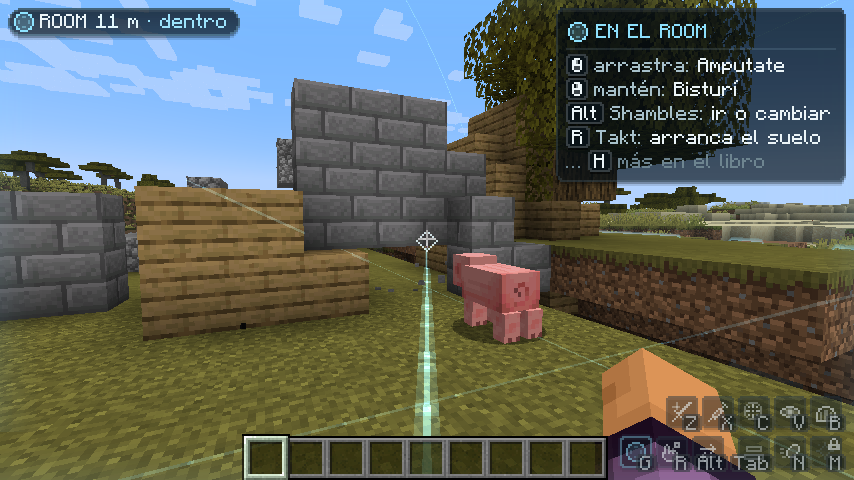 ROOM 11 m · dentro
EN EL ROOM
arrastra: Amputate
mantén: Bisturí
Alt Shambles: ir o cambiar
R Takt: arranca el suelo
... H más en el libro
Z X C V B
G R Alt Tab N M